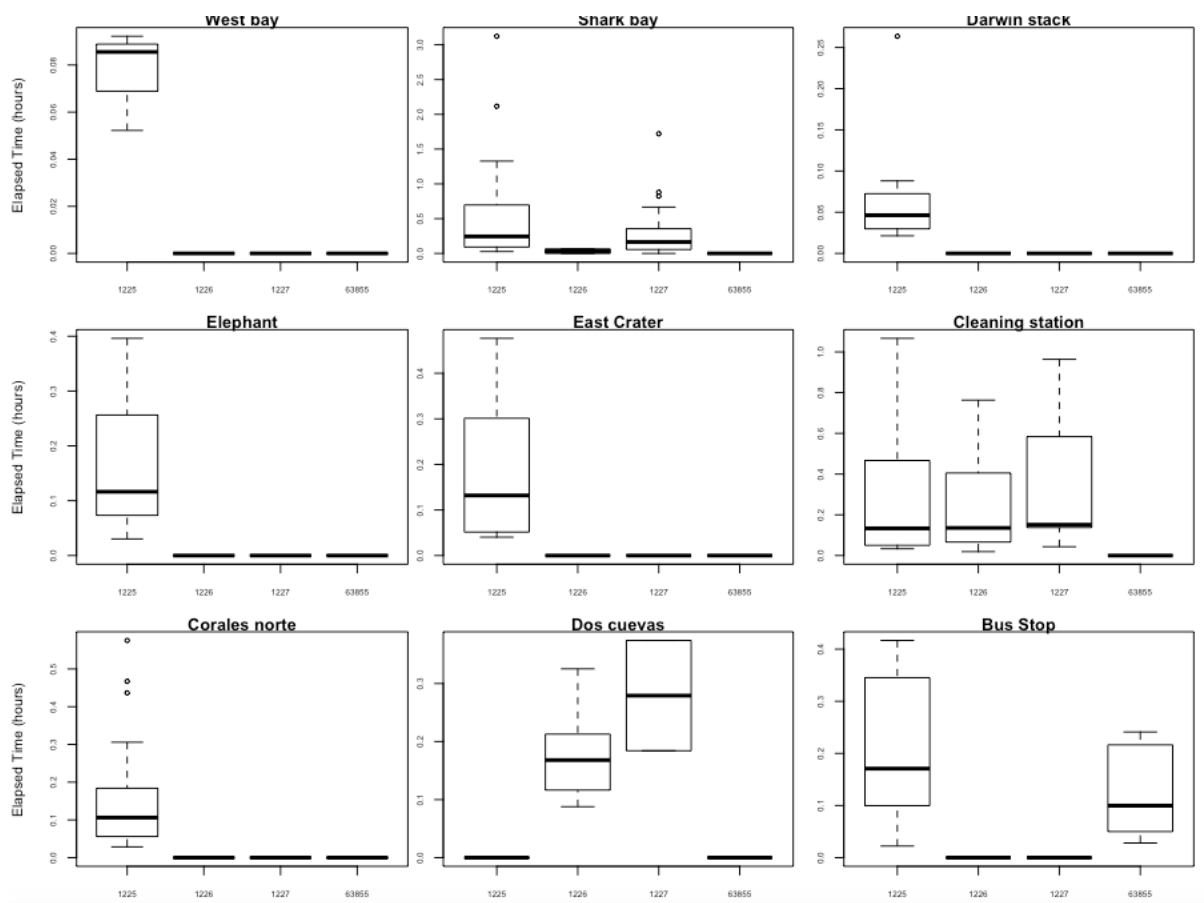 West bay Shark bay Darwin stack
Elapsed Time (hours)
0.00 0.02 0.04 0.06 0.08
1225 1226 1227 63855
0.0 0.5 1.0 1.5 2.0 2.5 3.0
1225 1226 1227 63855
0.00 0.05 0.10 0.15 0.20 0.25
1225 1226 1227 63855
Elephant East Crater Cleaning station
Elapsed Time (hours)
0.0 0.1 0.2 0.3 0.4
1225 1226 1227 63855
0.0 0.1 0.2 0.3 0.4
1225 1226 1227 63855
0.0 0.2 0.4 0.6 0.8 1.0
1225 1226 1227 63855
Corales norte Dos cuevas Bus Stop
Elapsed Time (hours)
0.0 0.1 0.2 0.3 0.4 0.5
1225 1226 1227 63855
0.0 0.1 0.2 0.3
1225 1226 1227 63855
0.0 0.1 0.2 0.3 0.4
1225 1226 1227 63855